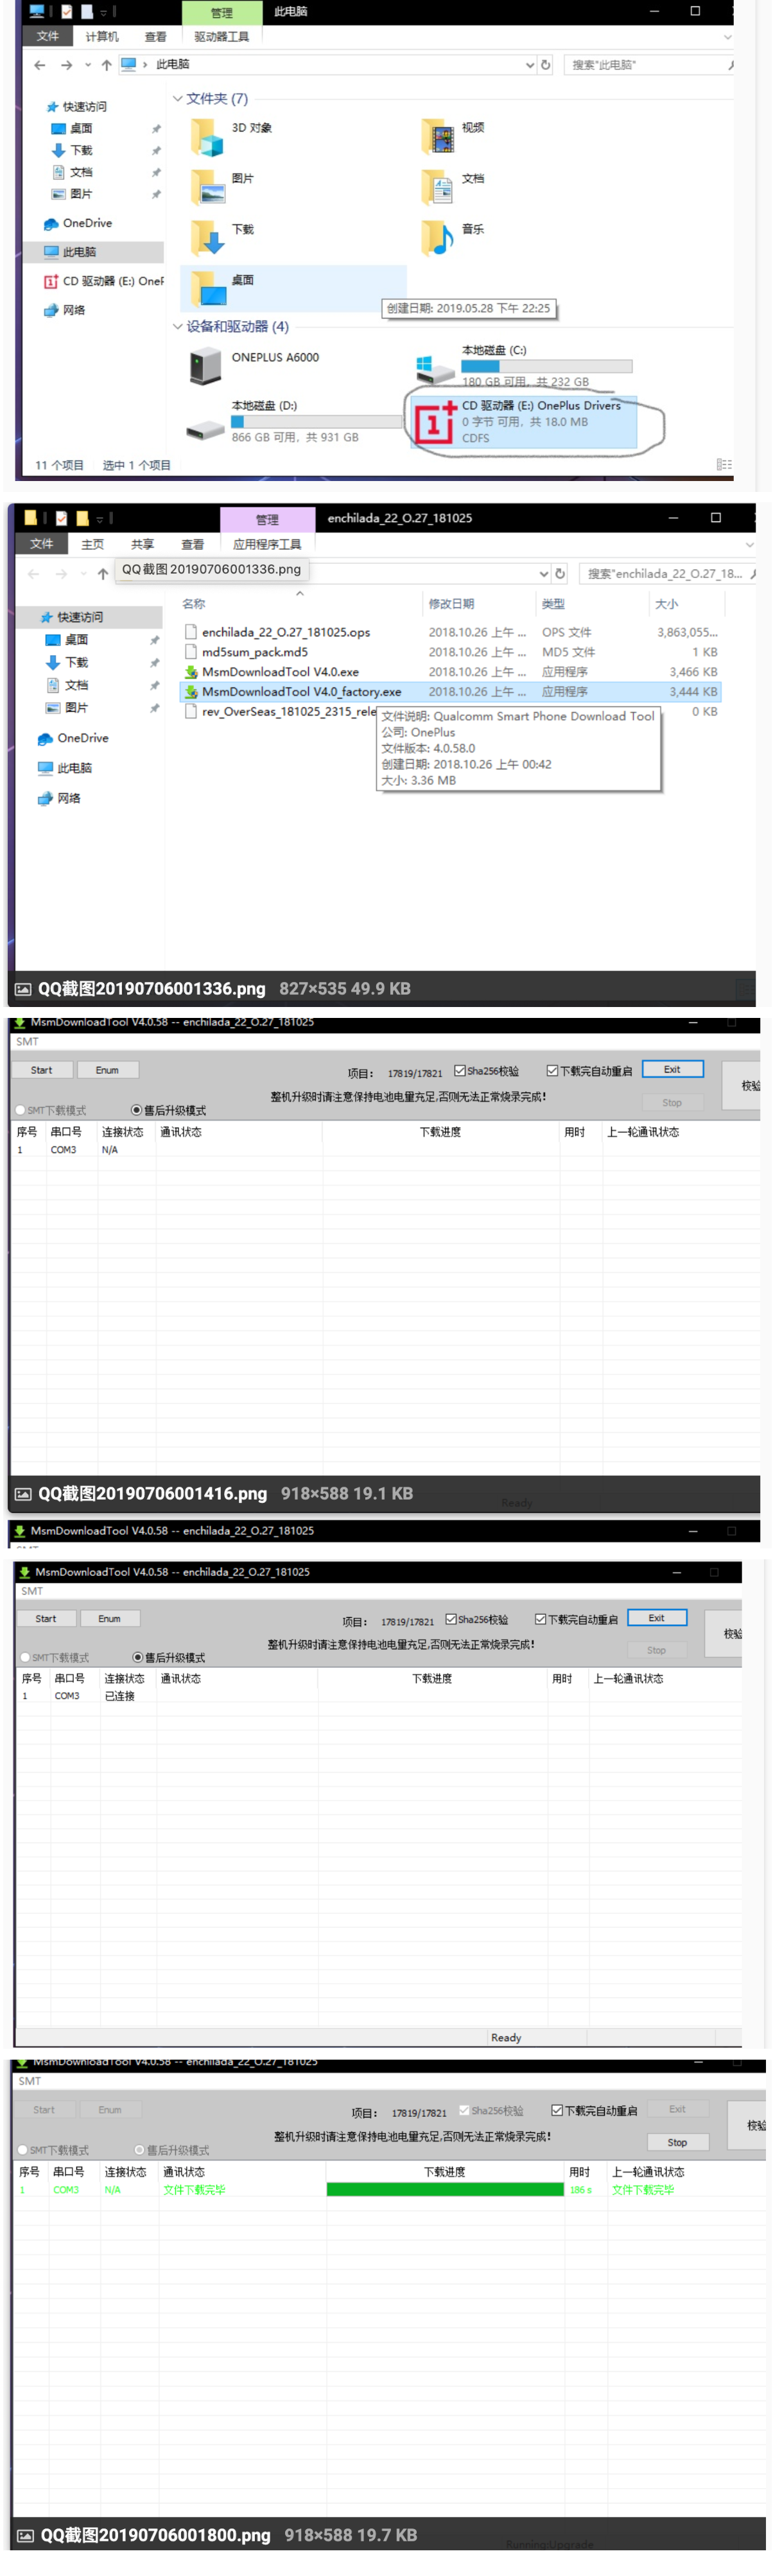 管理 此电脑
文件 计算机 查看 驱动器工具
此电脑 搜索"此电脑"
快速访问
桌面
下载
文档
图片
OneDrive
此电脑
CD 驱动器 (E:) OneP
网络
文件夹 (7)
3D 对象 视频
图片 文档
下载 音乐
桌面
创建日期: 2019.05.28 下午 22:25
设备和驱动器 (4)
ONEPLUS A6000
本地磁盘 (C:)
180 GB 可用, 共 232 GB
本地磁盘 (D:)
866 GB 可用, 共 931 GB
CD 驱动器 (E:) OnePlus Drivers
0 字节 可用, 共 18.0 MB
CDFS
11 个项目 选中 1 个项目
管理 enchilada_22_O.27_181025
文件 主页 共享 查看 应用程序工具
QQ截图20190706001336.png 搜索"enchilada_22_O.27_18...
快速访问
桌面
下载
文档
图片
OneDrive
此电脑
网络
名称 修改日期 类型 大小
enchilada_22_O.27_181025.ops 2018.10.26 上午 ... OPS 文件 3,863,055...
md5sum_pack.md5 2018.10.26 上午 ... MD5 文件 1 KB
MsmDownloadTool V4.0.exe 2018.10.26 上午 ... 应用程序 3,466 KB
MsmDownloadTool V4.0_factory.exe 2018.10.26 上午 ... 应用程序 3,444 KB
rev_OverSeas_181025_2315_rele 0 KB
文件说明: Qualcomm Smart Phone Download Tool
公司: OnePlus
文件版本: 4.0.58.0
创建日期: 2018.10.26 上午 00:42
大小: 3.36 MB
QQ截图20190706001336.png 827×535 49.9 KB
MsmDownloadTool V4.0.58 -- enchilada_22_O.27_181025
SMT
Start Enum 项目: 17819/17821 Sha256校验 下载完自动重启 Exit
校验
整机升级时请注意保持电池电量充足,否则无法正常烧录完成!
Stop
SMT下载模式 售后升级模式
序号 串口号 连接状态 通讯状态 下载进度 用时 上一轮通讯状态
1 COM3 N/A
QQ截图20190706001416.png 918×588 19.1 KB
Ready
MsmDownloadTool V4.0.58 -- enchilada_22_O.27_181025
MsmDownloadTool V4.0.58 -- enchilada_22_O.27_181025
SMT
Start Enum 项目: 17819/17821 Sha256校验 下载完自动重启 Exit
校验
整机升级时请注意保持电池电量充足,否则无法正常烧录完成!
Stop
SMT下载模式 售后升级模式
序号 串口号 连接状态 通讯状态 下载进度 用时 上一轮通讯状态
1 COM3 已连接
Ready
MsmDownloadTool V4.0.58 -- enchilada_22_O.27_181025
SMT
Start Enum 项目: 17819/17821 Sha256校验 下载完自动重启 Exit
校验
整机升级时请注意保持电池电量充足,否则无法正常烧录完成!
Stop
SMT下载模式 售后升级模式
序号 串口号 连接状态 通讯状态 下载进度 用时 上一轮通讯状态
1 COM3 N/A 文件下载完毕 186 s 文件下载完毕
QQ截图20190706001800.png 918×588 19.7 KB
Running:Upgrade